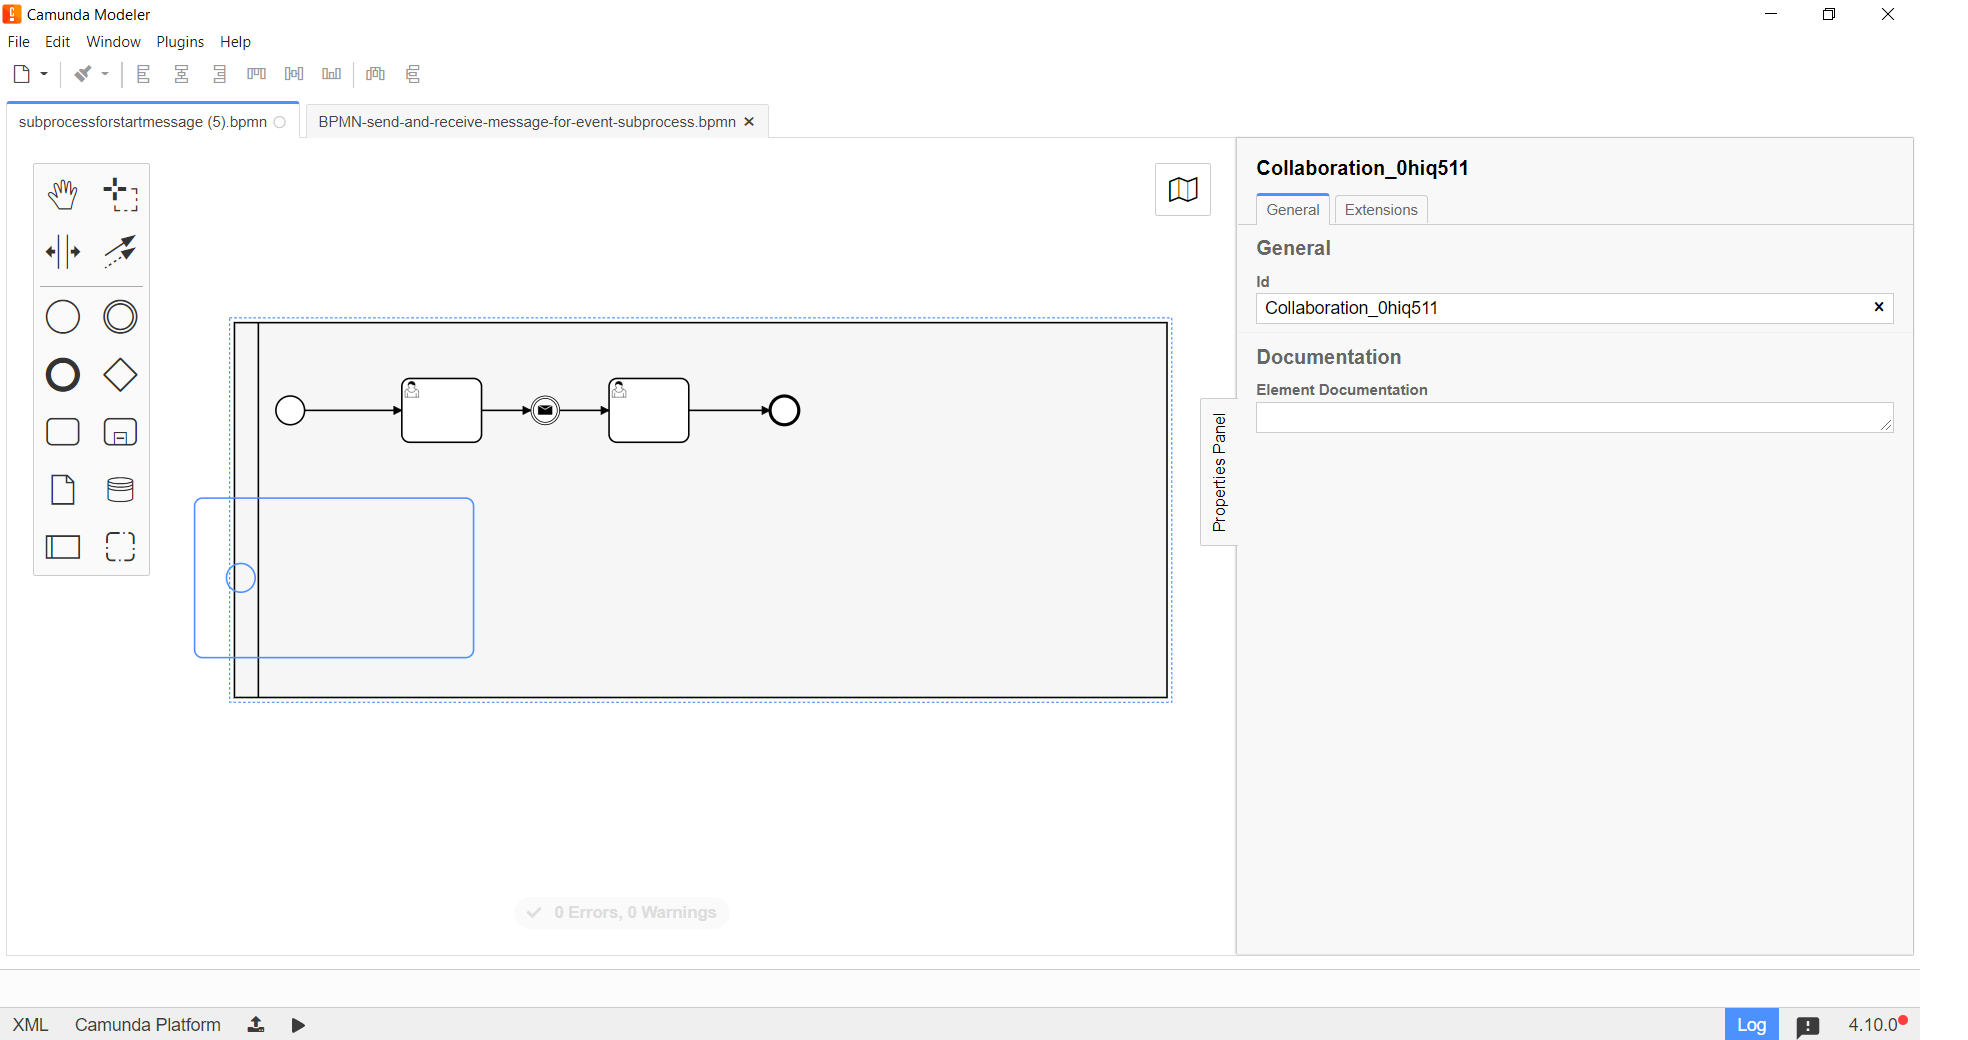 Camunda Modeler
File Edit Window Plugins Help
subprocessforstartmessage (5).bpmn
BPMN-send-and-receive-message-for-event-subprocess.bpmn
Collaboration_0hiq511
General Extensions
General
Id
Collaboration_0hiq511
Documentation
Element Documentation
Properties Panel
0 Errors, 0 Warnings
XML Camunda Platform
Log 4.10.0